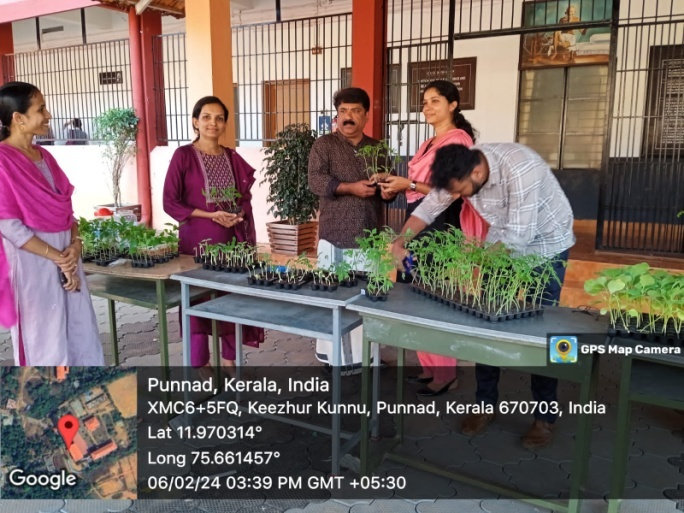 GPS Map Camera
Punnad, Kerala, India
XMC6+5FQ, Keezhur Kunnu, Punnad, Kerala 670703, India
Lat 11.970314°
Long 75.661457°
06/02/24 03:39 PM GMT +05:30
Google